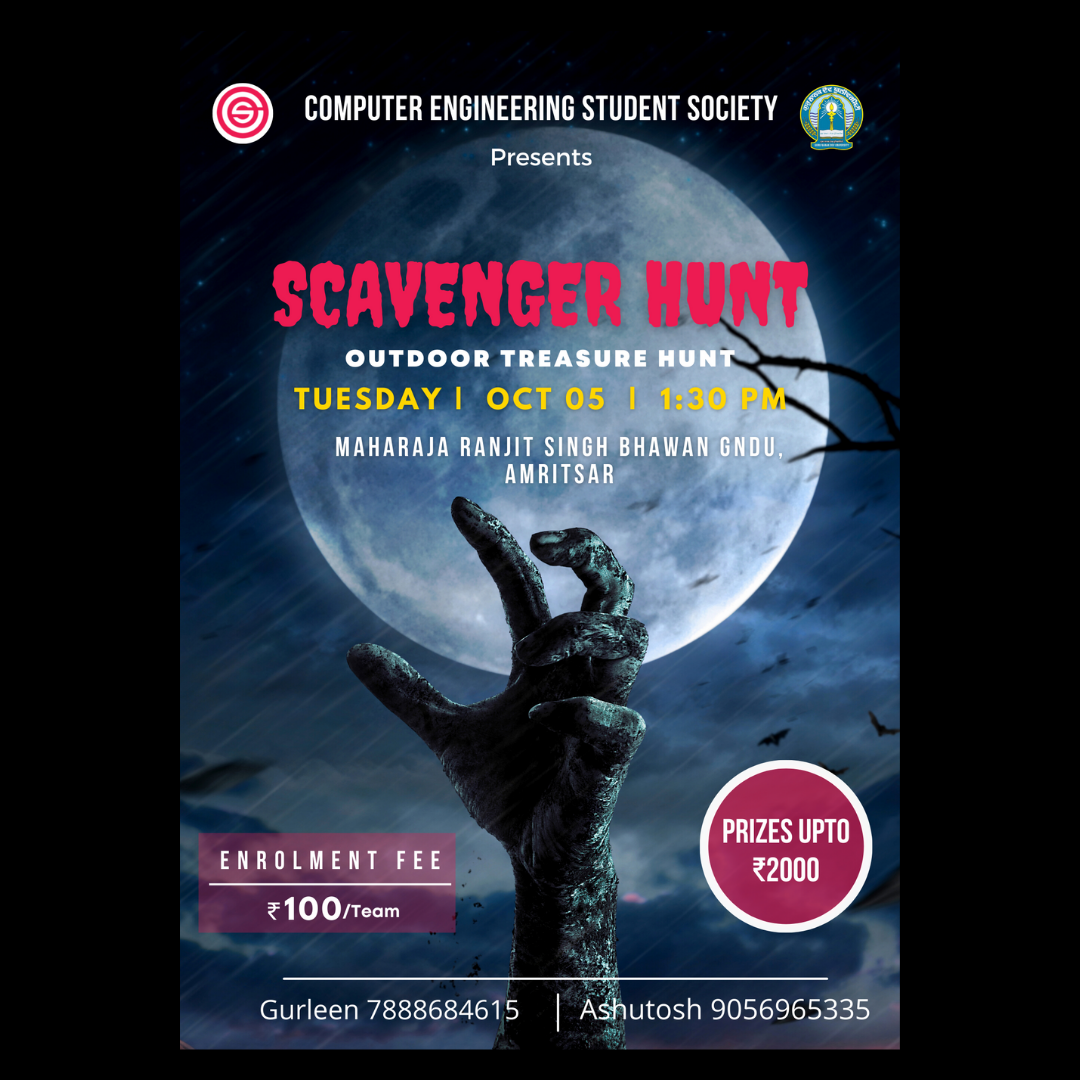 COMPUTER ENGINEERING STUDENT SOCIETY
Presents
SCAVENGER HUNT
OUTDOOR TREASURE HUNT
TUESDAY | OCT 05 | 1:30 PM
MAHARAJA RANJIT SINGH BHAWAN GNDU,
AMRITSAR
PRIZES UPTO
₹2000
ENROLMENT FEE
₹100/Team
Gurleen 7888684615 | Ashutosh 9056965335